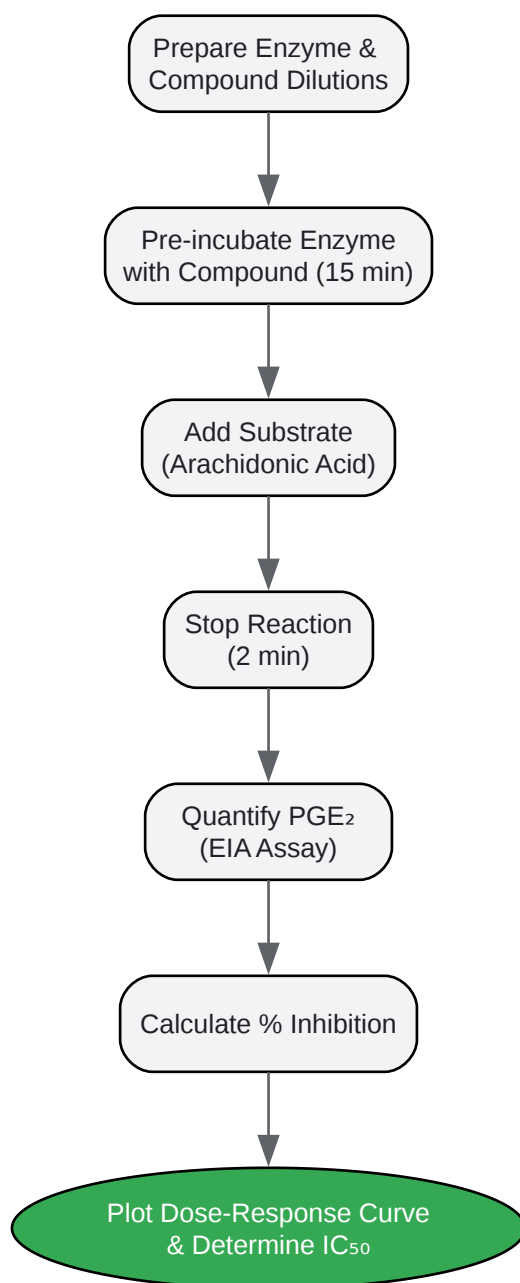 Prepare Enzyme &
Compound Dilutions
Pre-incubate Enzyme
with Compound (15 min)
Add Substrate
(Arachidonic Acid)
Stop Reaction
(2 min)
Quantify PGE₂
(EIA Assay)
Calculate % Inhibition
Plot Dose-Response Curve
& Determine IC₅₀